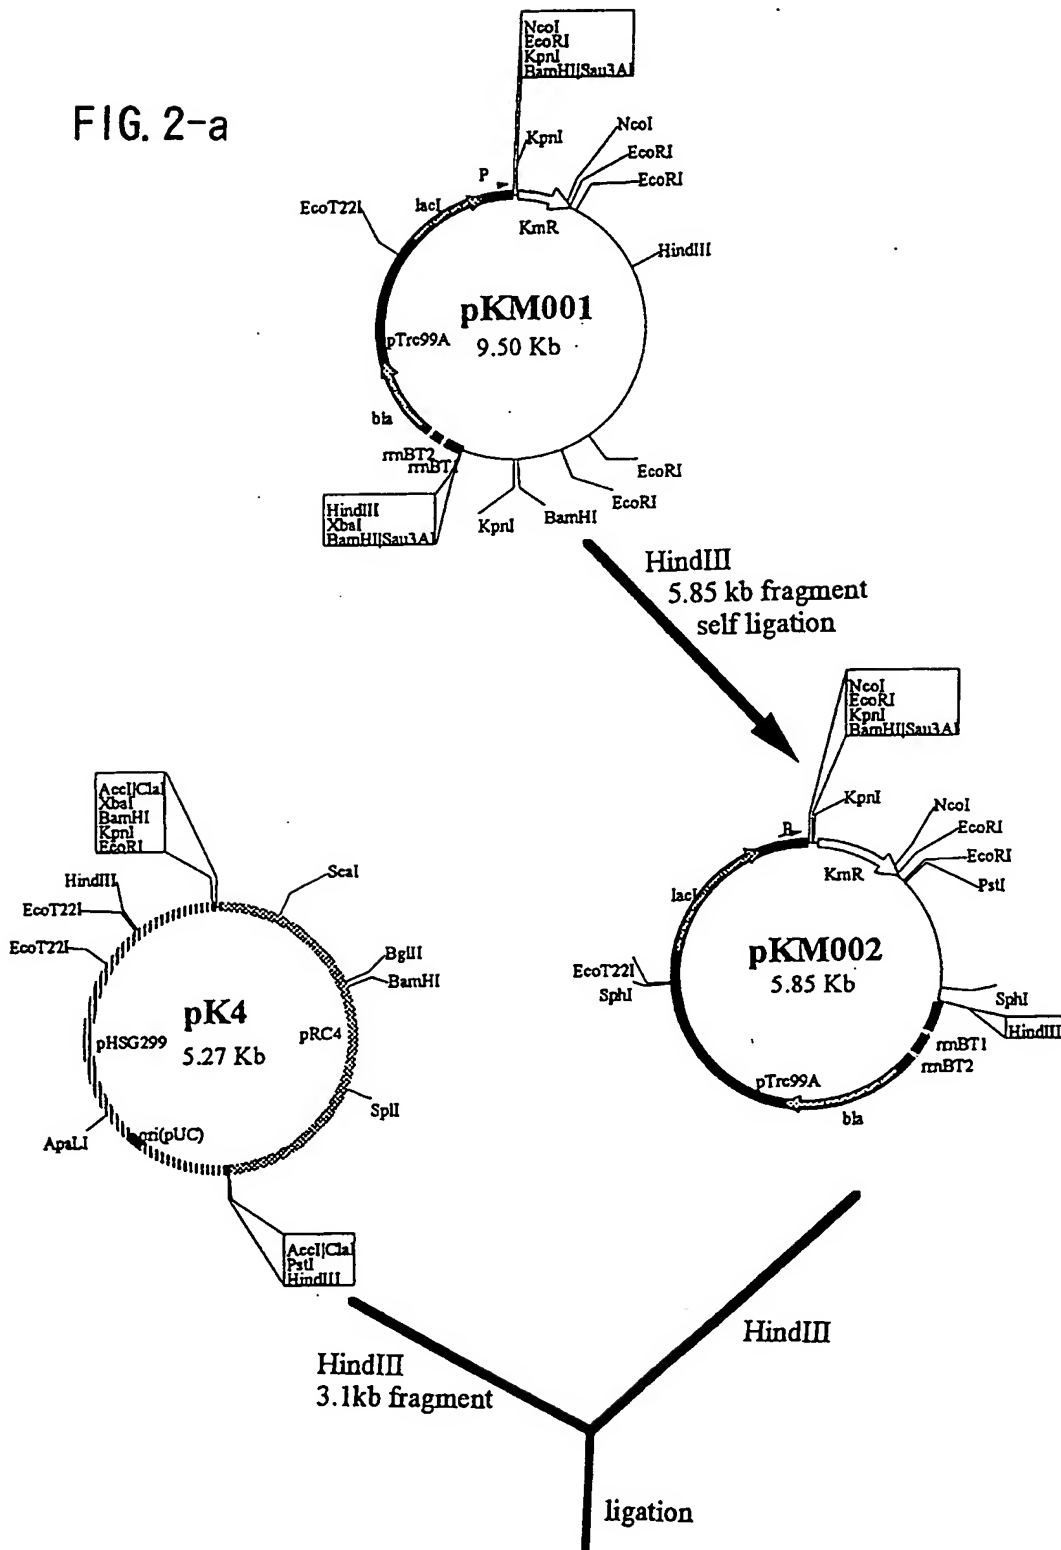 FIG. 2-a
NcoI
EcoRI
KpnI
BamHI|Sau3AI
KpnI
NcoI
EcoRI
EcoRI
P
lacI
KmR
EcoT22I
HindIII
pKM001
9.50 Kb
pTrc99A
bla
rrnBT2
rrnBT1
HindIII
XbaI
BamHI|Sau3AI
KpnI
BamHI
EcoRI
EcoRI
HindIII
5.85 kb fragment
self ligation
NcoI
EcoRI
KpnI
BamHI|Sau3AI
KpnI
NcoI
EcoRI
EcoRI
PstI
P
lacI
KmR
EcoT22I
SphI
pKM002
5.85 Kb
SphI
HindIII
rrnBT1
rrnBT2
pTrc99A
bla
AccI|ClaI
XbaI
BamHI
KpnI
EcoRI
HindIII
EcoT22I
EcoT22I
ScaI
BglII
BamHI
pK4
5.27 Kb
pHSG299
pRC4
SplI
ApaLI
ori(pUC)
AccI|ClaI
PstI
HindIII
HindIII
3.1kb fragment
HindIII
ligation